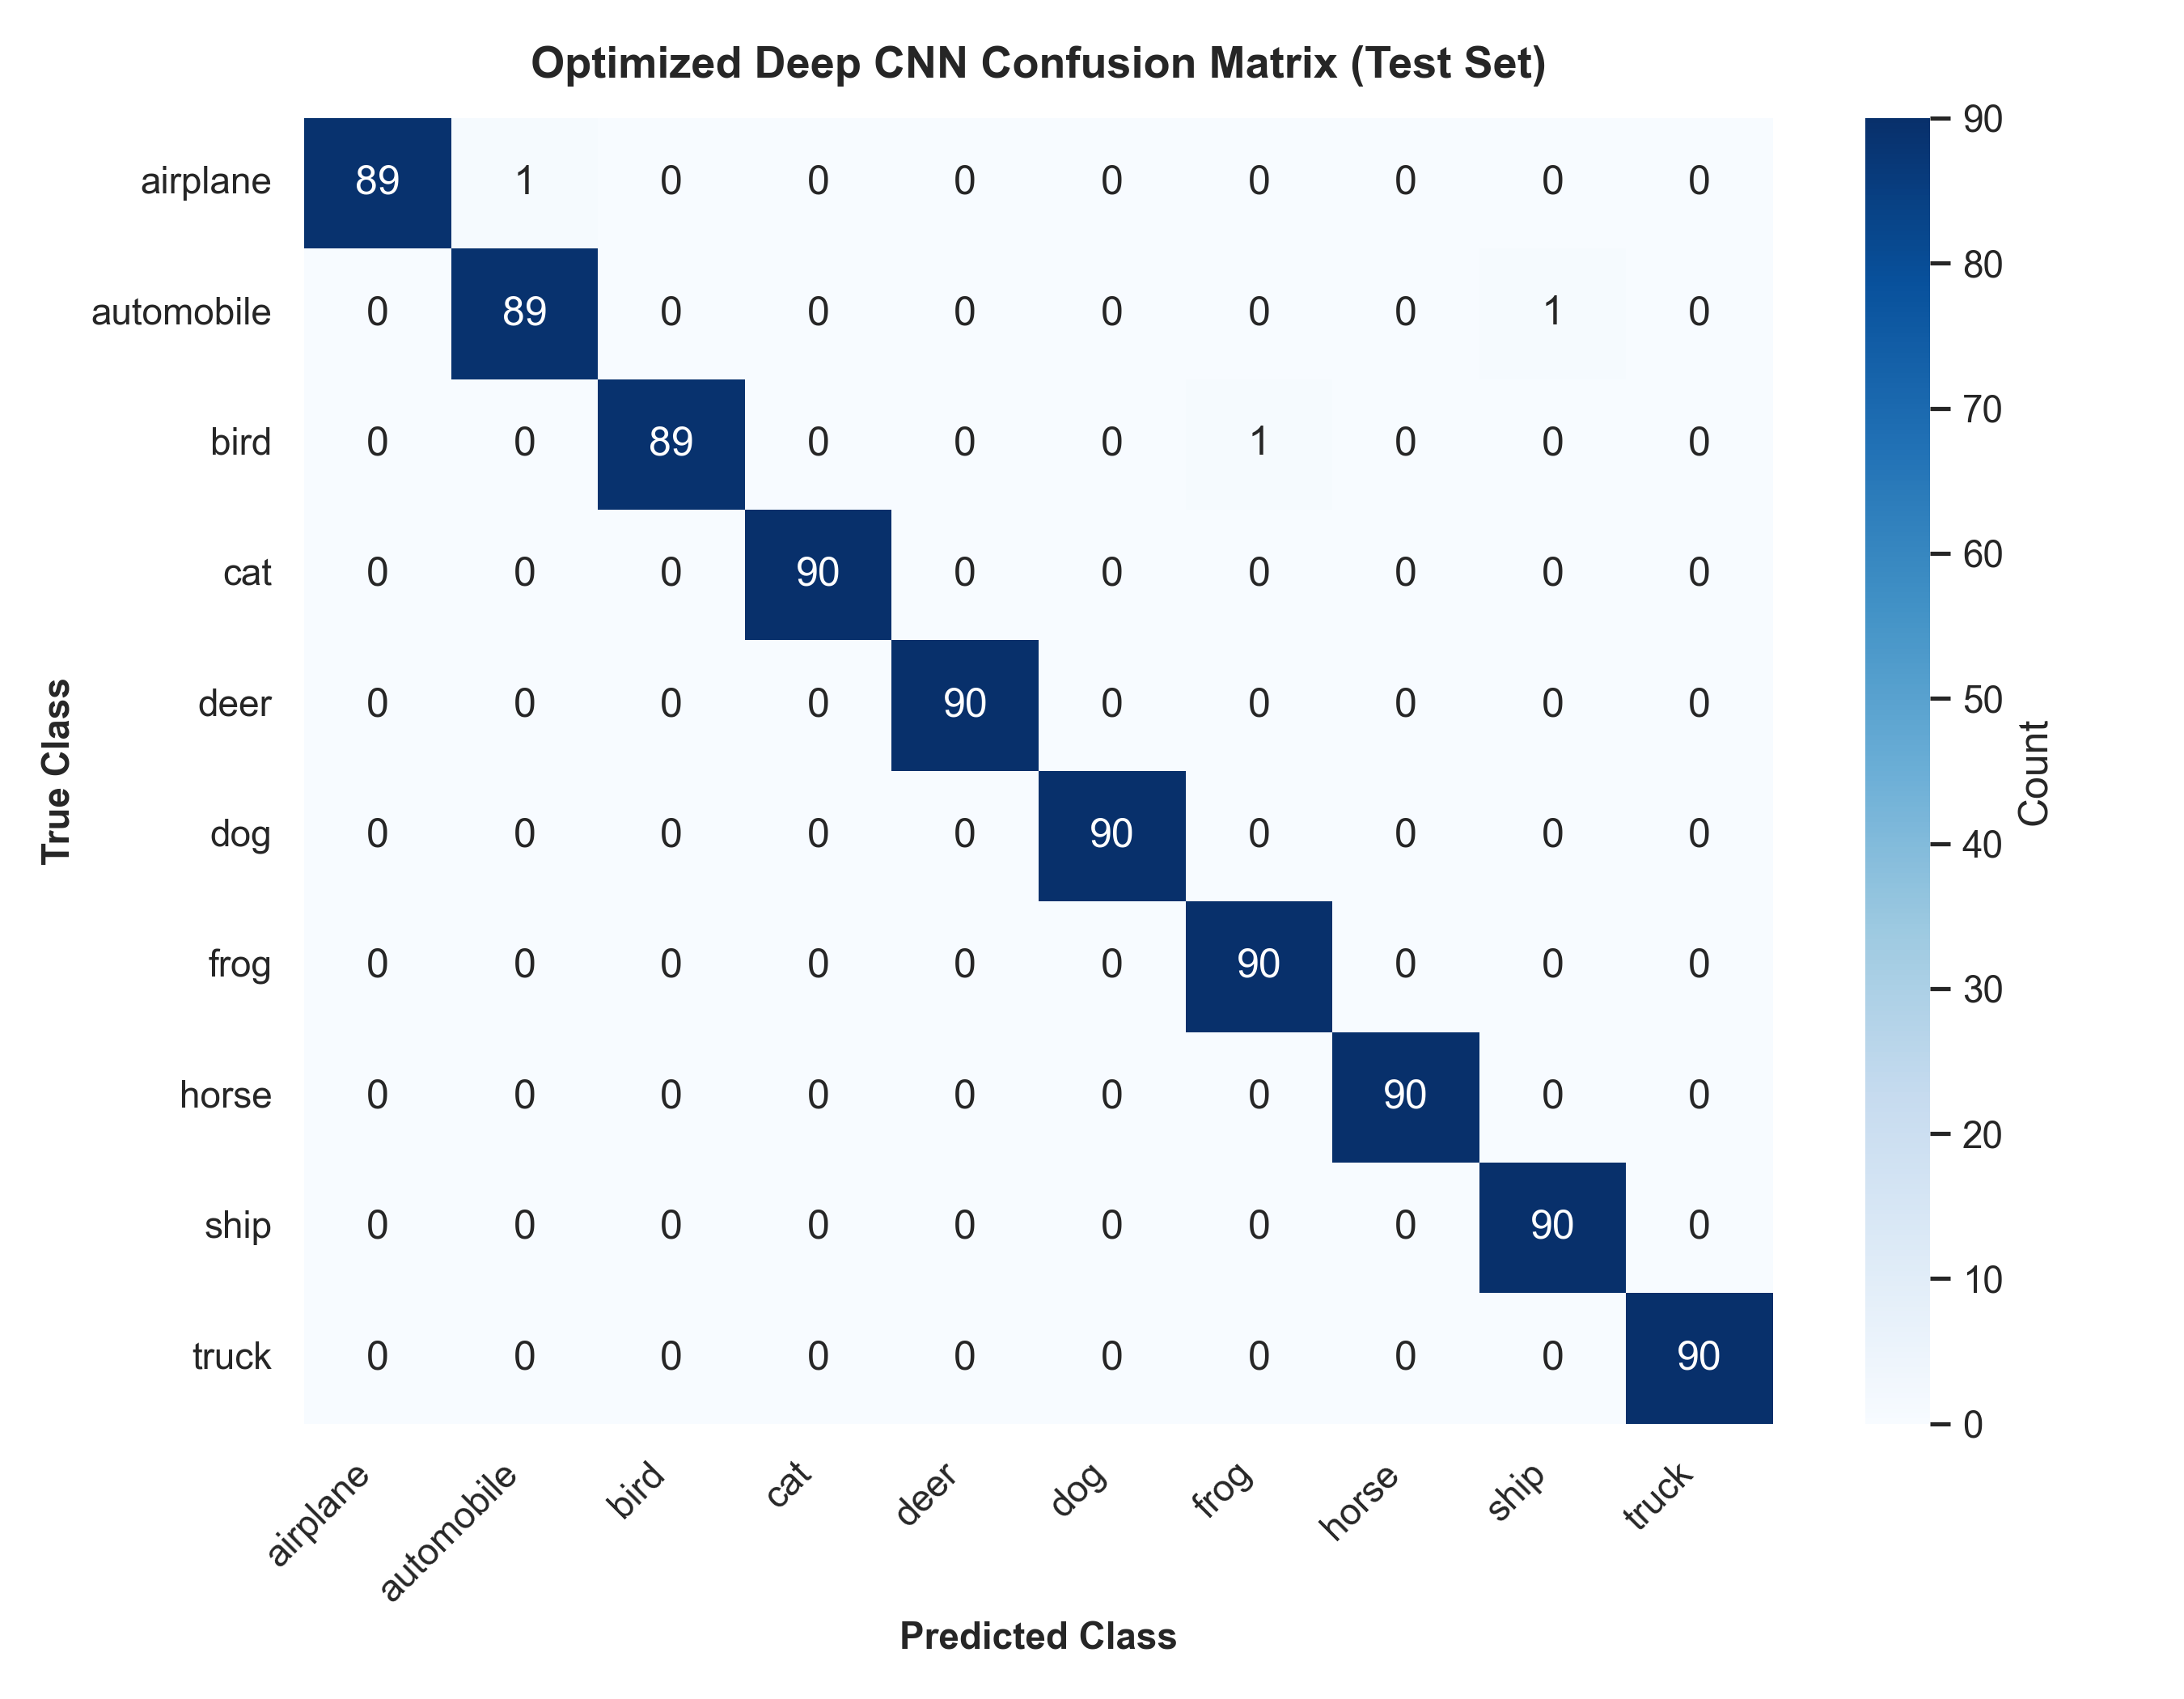 Optimized Deep CNN Confusion Matrix (Test Set)
airplane 89 1 0 0 0 0 0 0 0 0
automobile 0 89 0 0 0 0 0 0 1 0
bird 0 0 89 0 0 0 1 0 0 0
cat 0 0 0 90 0 0 0 0 0 0
deer 0 0 0 0 90 0 0 0 0 0
dog 0 0 0 0 0 90 0 0 0 0
frog 0 0 0 0 0 0 90 0 0 0
horse 0 0 0 0 0 0 0 90 0 0
ship 0 0 0 0 0 0 0 0 90 0
truck 0 0 0 0 0 0 0 0 0 90
True Class
airplane automobile bird cat deer dog frog horse ship truck
Predicted Class
90
80
70
60
50
40
30
20
10
0
Count